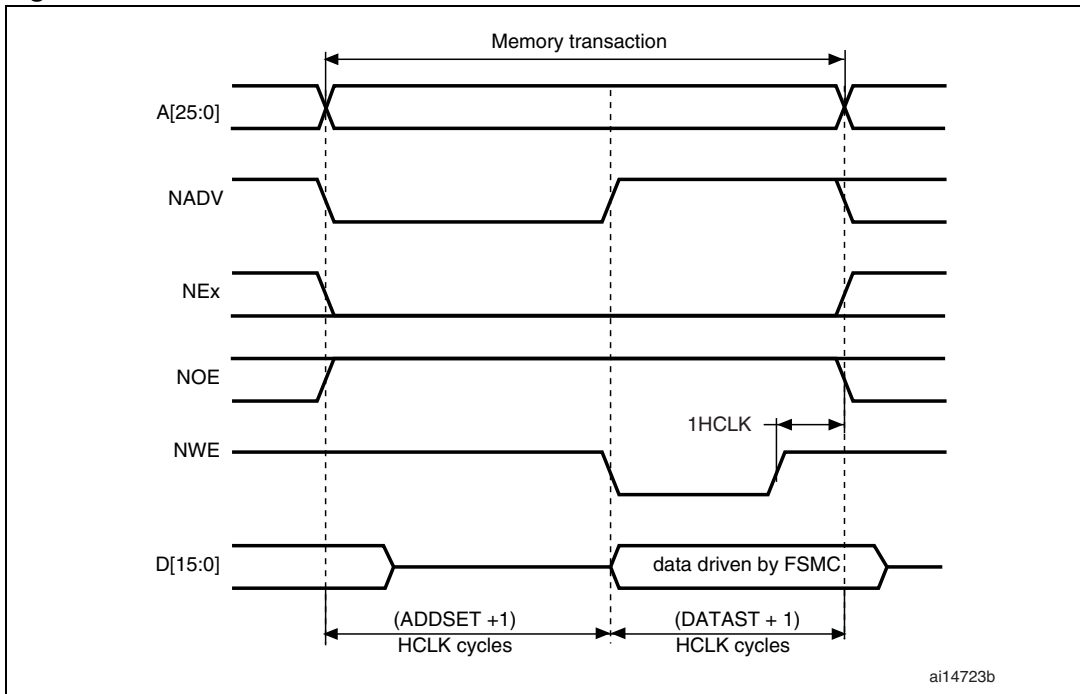 Memory transaction
A[25:0]
NADV
NEx
NOE
1HCLK
NWE
D[15:0]
data driven by FSMC
(ADDSET +1)
HCLK cycles
(DATAST + 1)
HCLK cycles
ai14723b